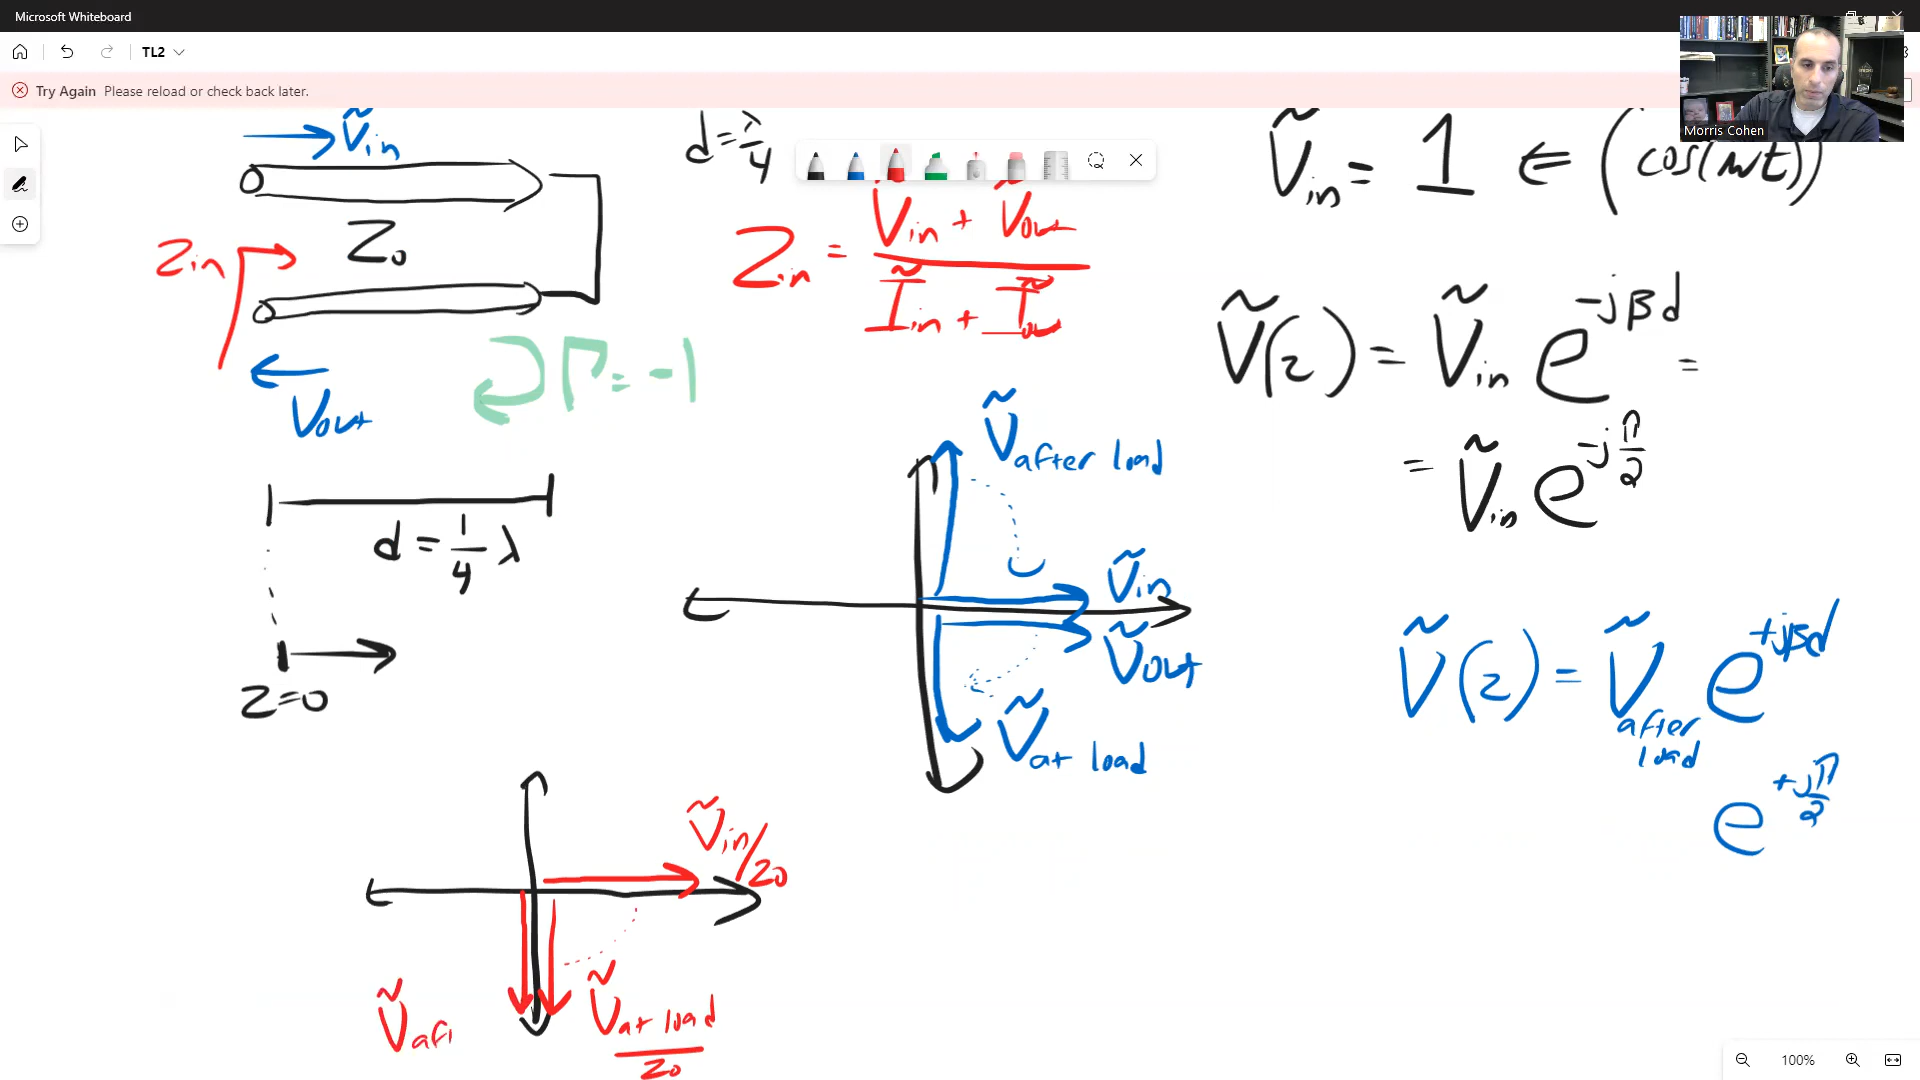 Microsoft Whiteboard
TL2
Try Again Please reload or check back later.
Morris Cohen
Ṽin
Z₀
Zin
Vout
Γ = -1
d = 1/4 λ
z=0
d = λ/4
Zin = (Ṽin + Ṽout) / (Ĩin + Ĩout)
Ṽin = 1 ⇐ (cos(wt))
Ṽ(z) = Ṽin e^(-jβd) =
= Ṽin e^(-jπ/2)
Ṽafter load
Ṽin
Ṽout
Ṽat load
Ṽ(z) = Ṽafter load e^(+jβd)
e^(+jπ/2)
Ṽin/Z0
Ṽat load / Z0
Ṽaft
100%